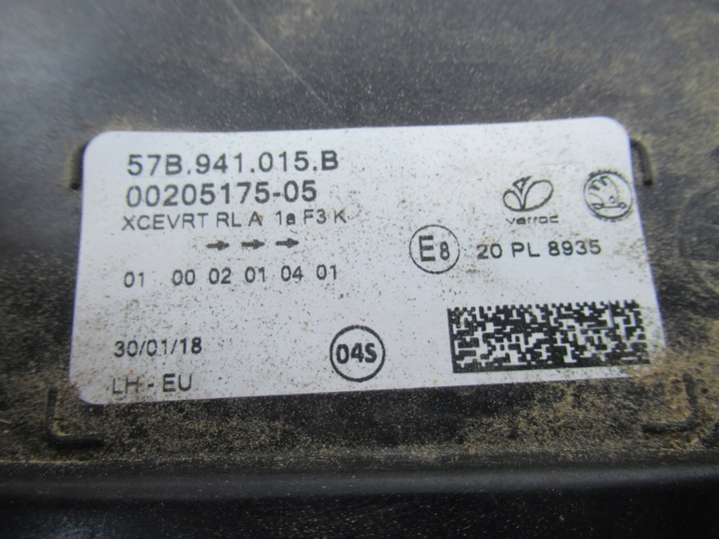 57B.941.015.B
00205175-05
XCEVRT RL A 1a F3 K
varroc
E8 20 PL 8935
01 00 02 01 04 01
30/01/18
04S
LH - EU